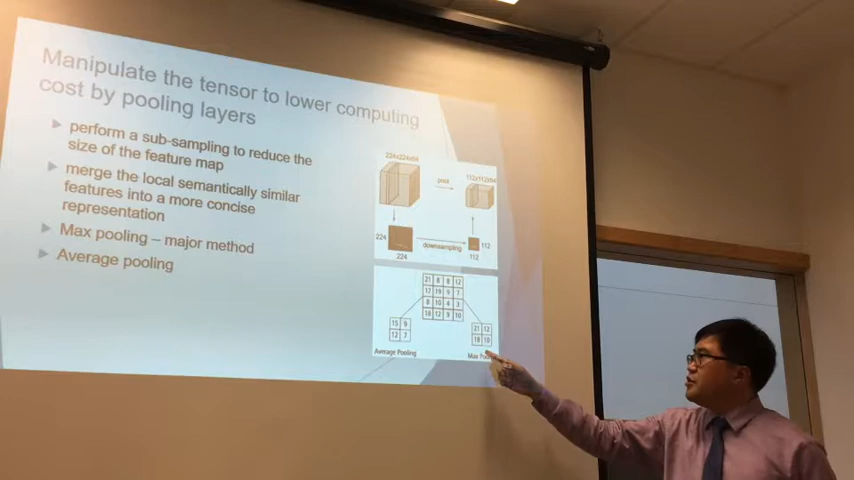 Manipulate the tensor to lower computing
cost by pooling layers
perform a sub-sampling to reduce the
size of the feature map
merge the local semantically similar
features into a more concise
representation
Max pooling – major method
Average pooling
224x224x64
pool
112x112x64
224
224
downsampling
112
112
21 8 8 12
12 19 9 7
8 10 4 3
18 12 9 10
15 9
12 7
21 12
18 10
Average Pooling
Max